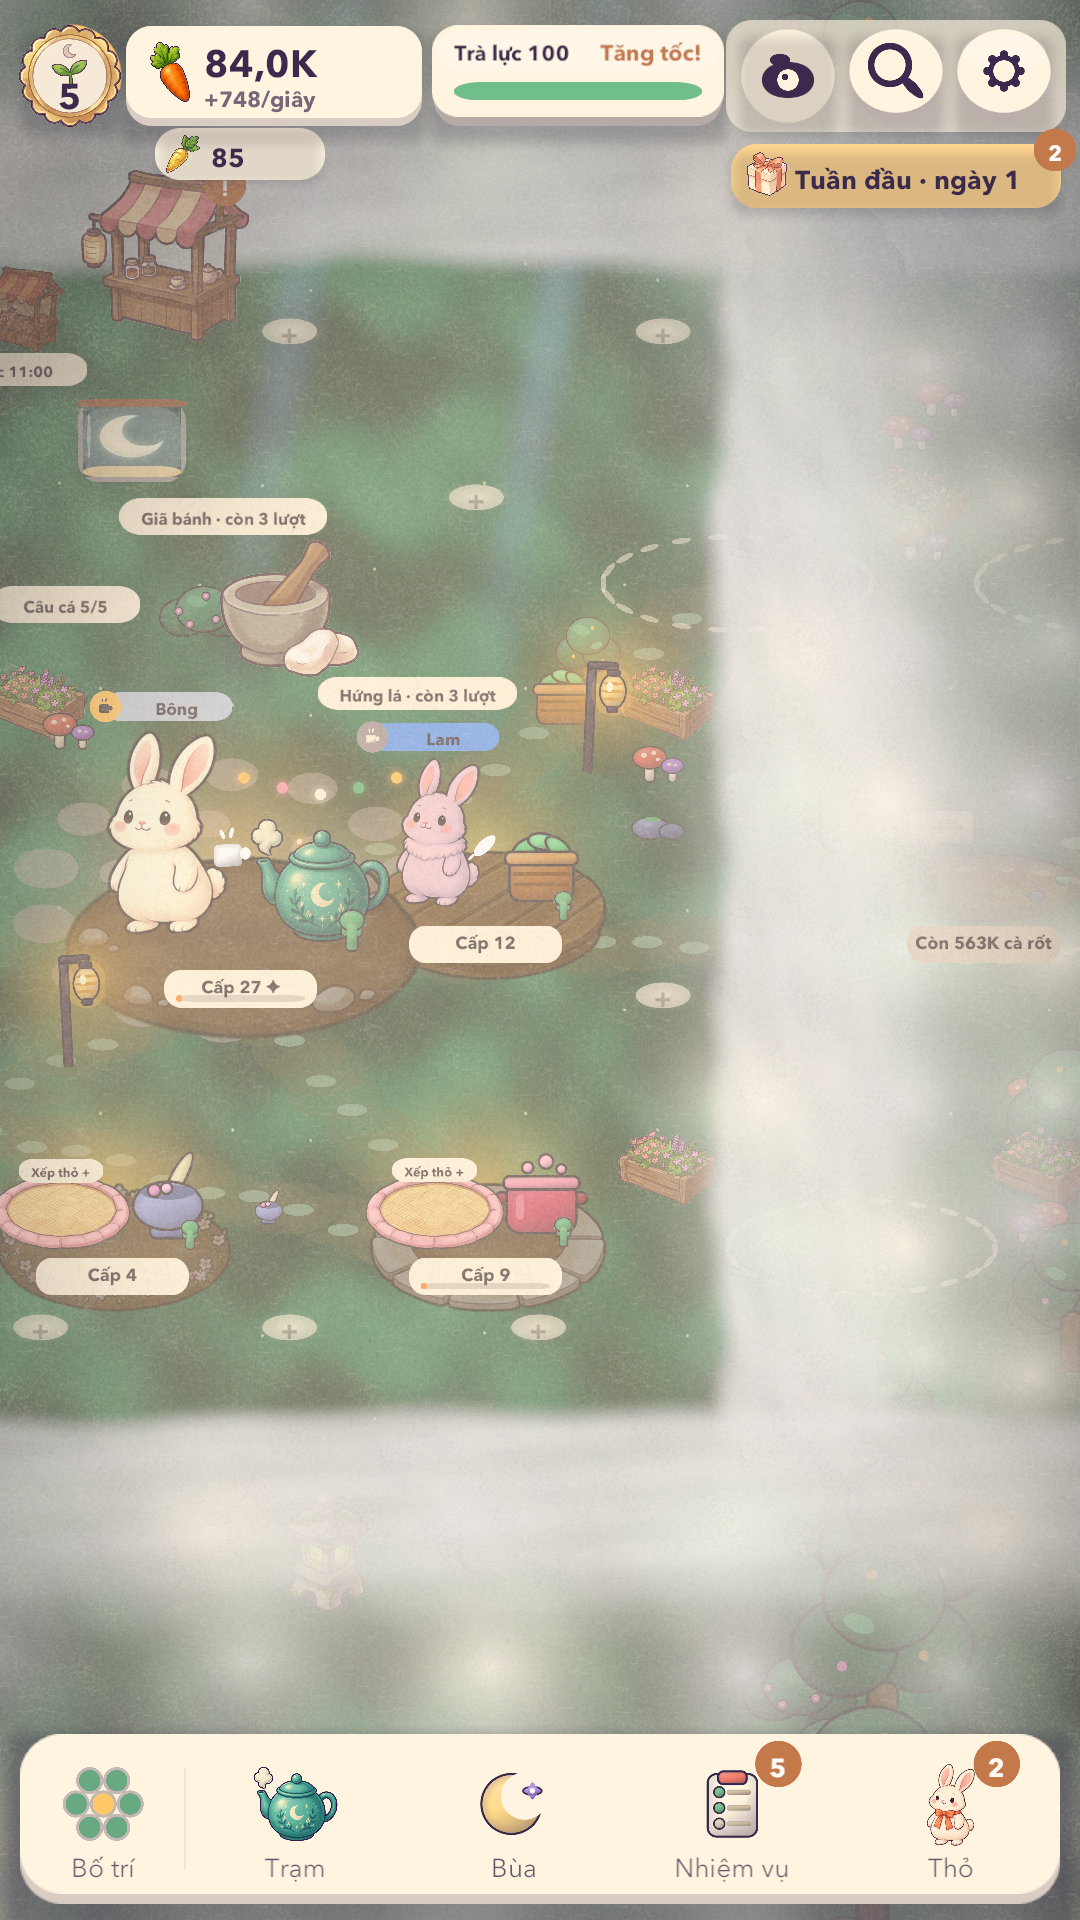 5
84,0K
+748/giây
85
Trà lực 100
Tăng tốc!
2
Tuần đầu · ngày 1
11:00
Giã bánh · còn 3 lượt
Câu cá 5/5
Hứng lá · còn 3 lượt
Bông
Lam
Cấp 12
Còn 563K cà rốt
Cấp 27
Xếp thỏ +
Xếp thỏ +
Cấp 4
Cấp 9
5
2
Bố trí
Trạm
Bùa
Nhiệm vụ
Thỏ